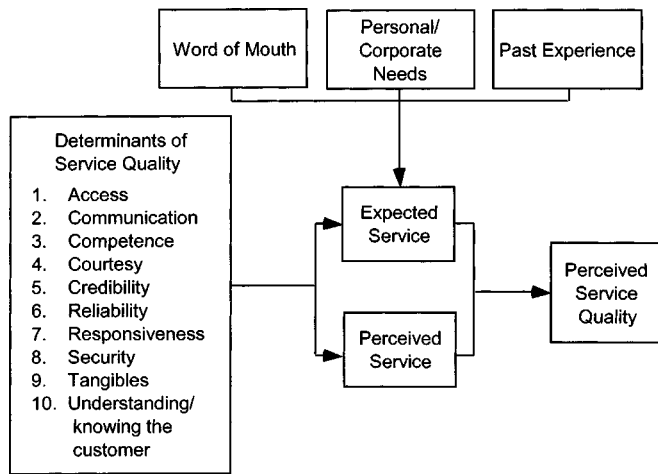 Word of Mouth
Personal/
Corporate
Needs
Past Experience
Determinants of
Service Quality
1. Access
2. Communication
3. Competence
4. Courtesy
5. Credibility
6. Reliability
7. Responsiveness
8. Security
9. Tangibles
10. Understanding/
knowing the
customer
Expected
Service
Perceived
Service
Perceived
Service
Quality